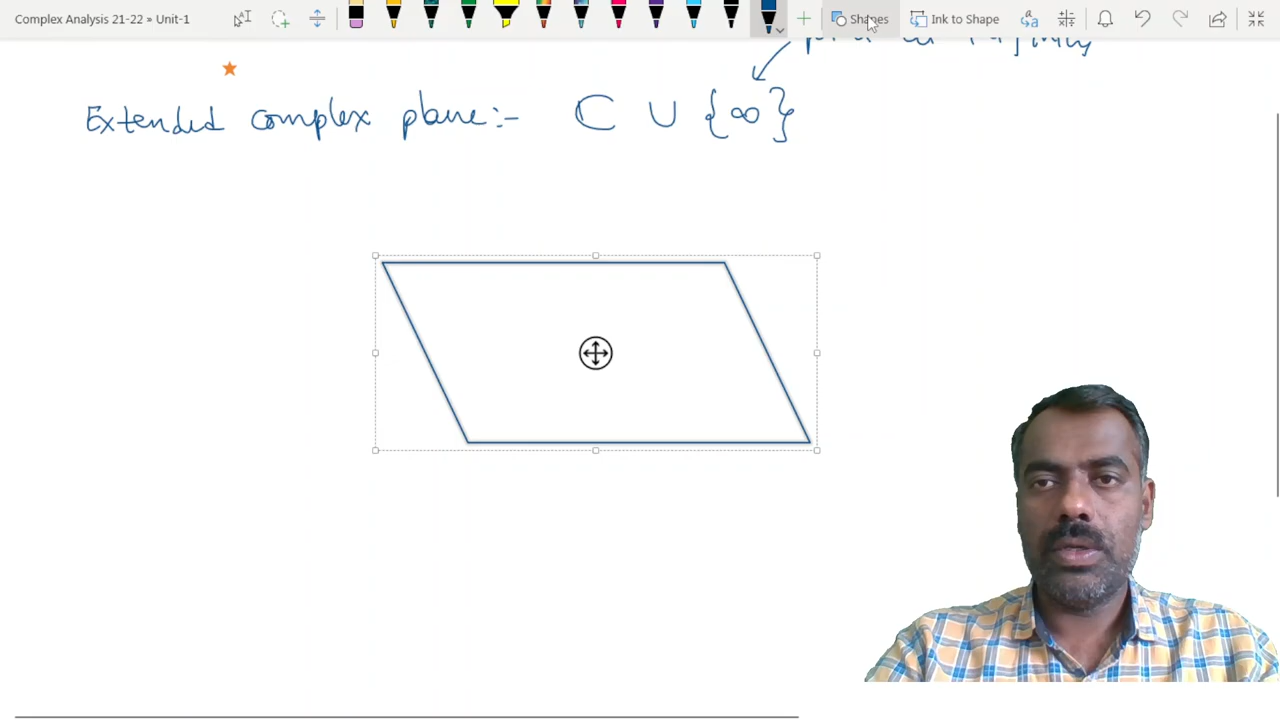 Complex Analysis 21-22 » Unit-1
Shapes
Ink to Shape
Extended complex plane:- ℂ ∪ {∞}